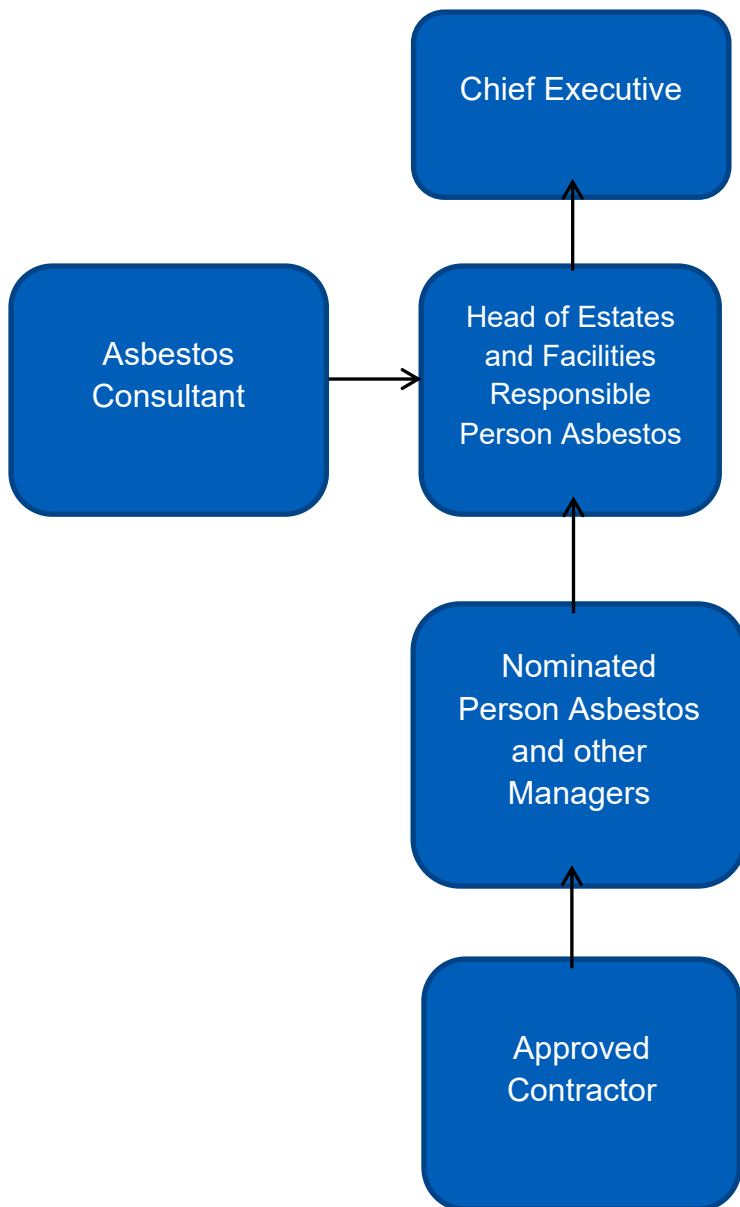 Chief Executive
Asbestos
Consultant
Head of Estates
and Facilities
Responsible
Person Asbestos
Nominated
Person Asbestos
and other
Managers
Approved
Contractor